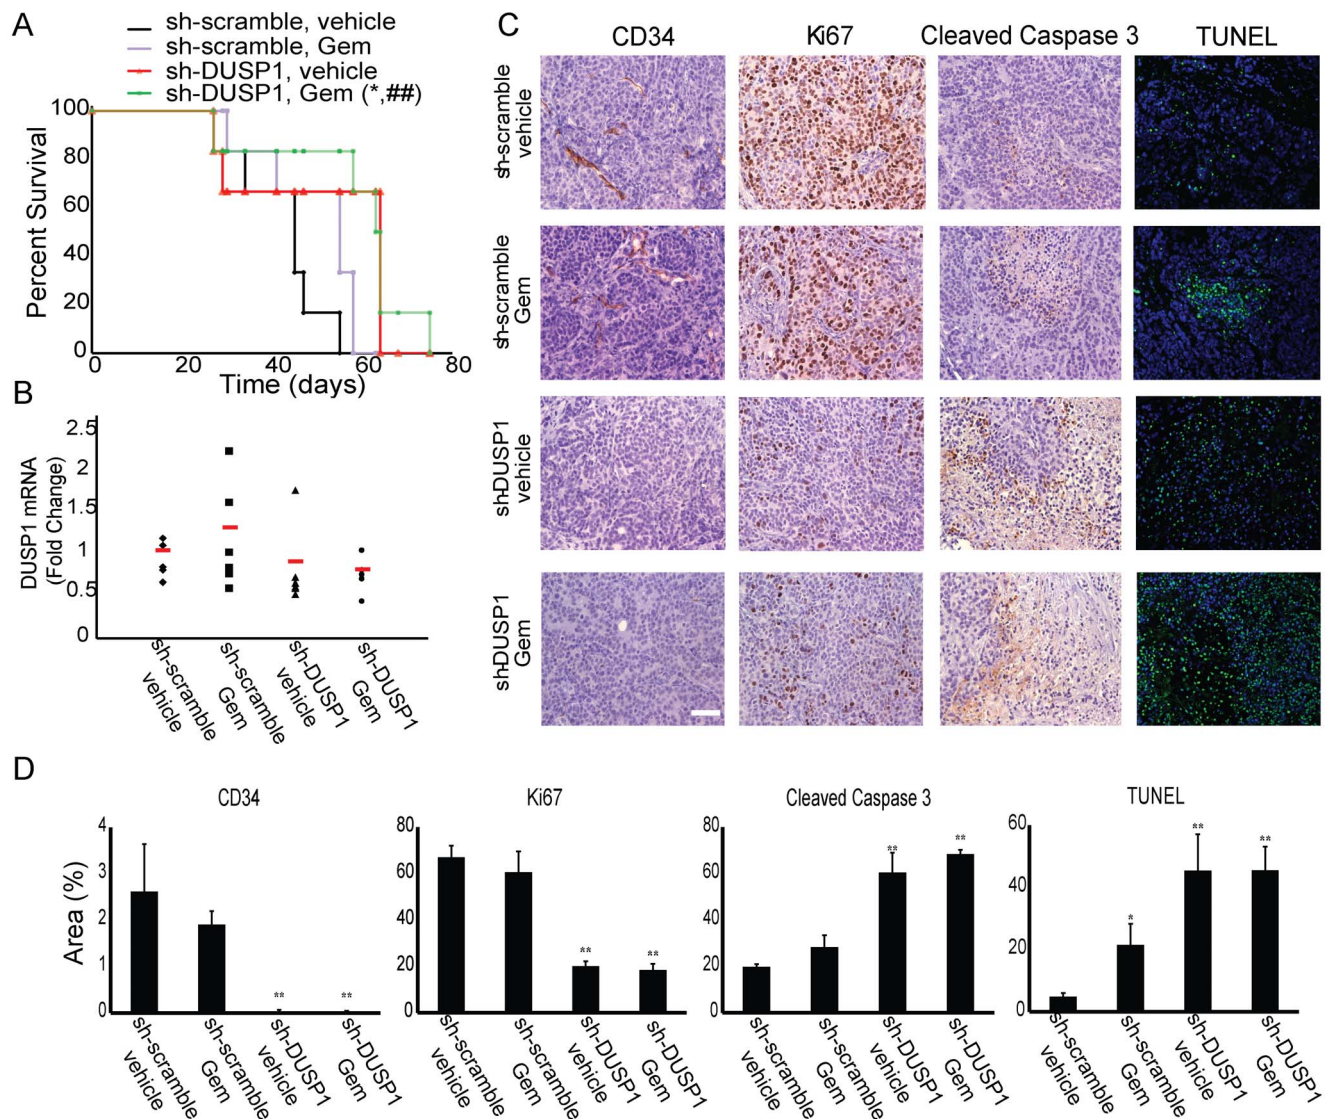 A
sh-scramble, vehicle
sh-scramble, Gem
sh-DUSP1, vehicle
sh-DUSP1, Gem (*,##)
Percent Survival
100
80
60
40
20
0
0
20
40
60
80
Time (days)
B
DUSP1 mRNA
(Fold Change)
2.5
2
1.5
1
0.5
0
sh-scramble
vehicle
sh-scramble
Gem
sh-DUSP1
vehicle
sh-DUSP1
Gem
C
CD34
Ki67
Cleaved Caspase 3
TUNEL
sh-scramble
vehicle
sh-scramble
Gem
shDUSP1
vehicle
shDUSP1
Gem
D
Area (%)
CD34
4
3
2
1
0
**
**
sh-scramble
vehicle
sh-scramble
Gem
sh-DUSP1
vehicle
sh-DUSP1
Gem
Ki67
80
60
40
20
0
**
**
sh-scramble
vehicle
sh-scramble
Gem
sh-DUSP1
vehicle
sh-DUSP1
Gem
Cleaved Caspase 3
80
60
40
20
0
**
**
sh-scramble
vehicle
sh-scramble
Gem
sh-DUSP1
vehicle
sh-DUSP1
Gem
TUNEL
60
40
20
0
*
**
**
sh-scramble
vehicle
sh-scramble
Gem
sh-DUSP1
vehicle
sh-DUSP1
Gem